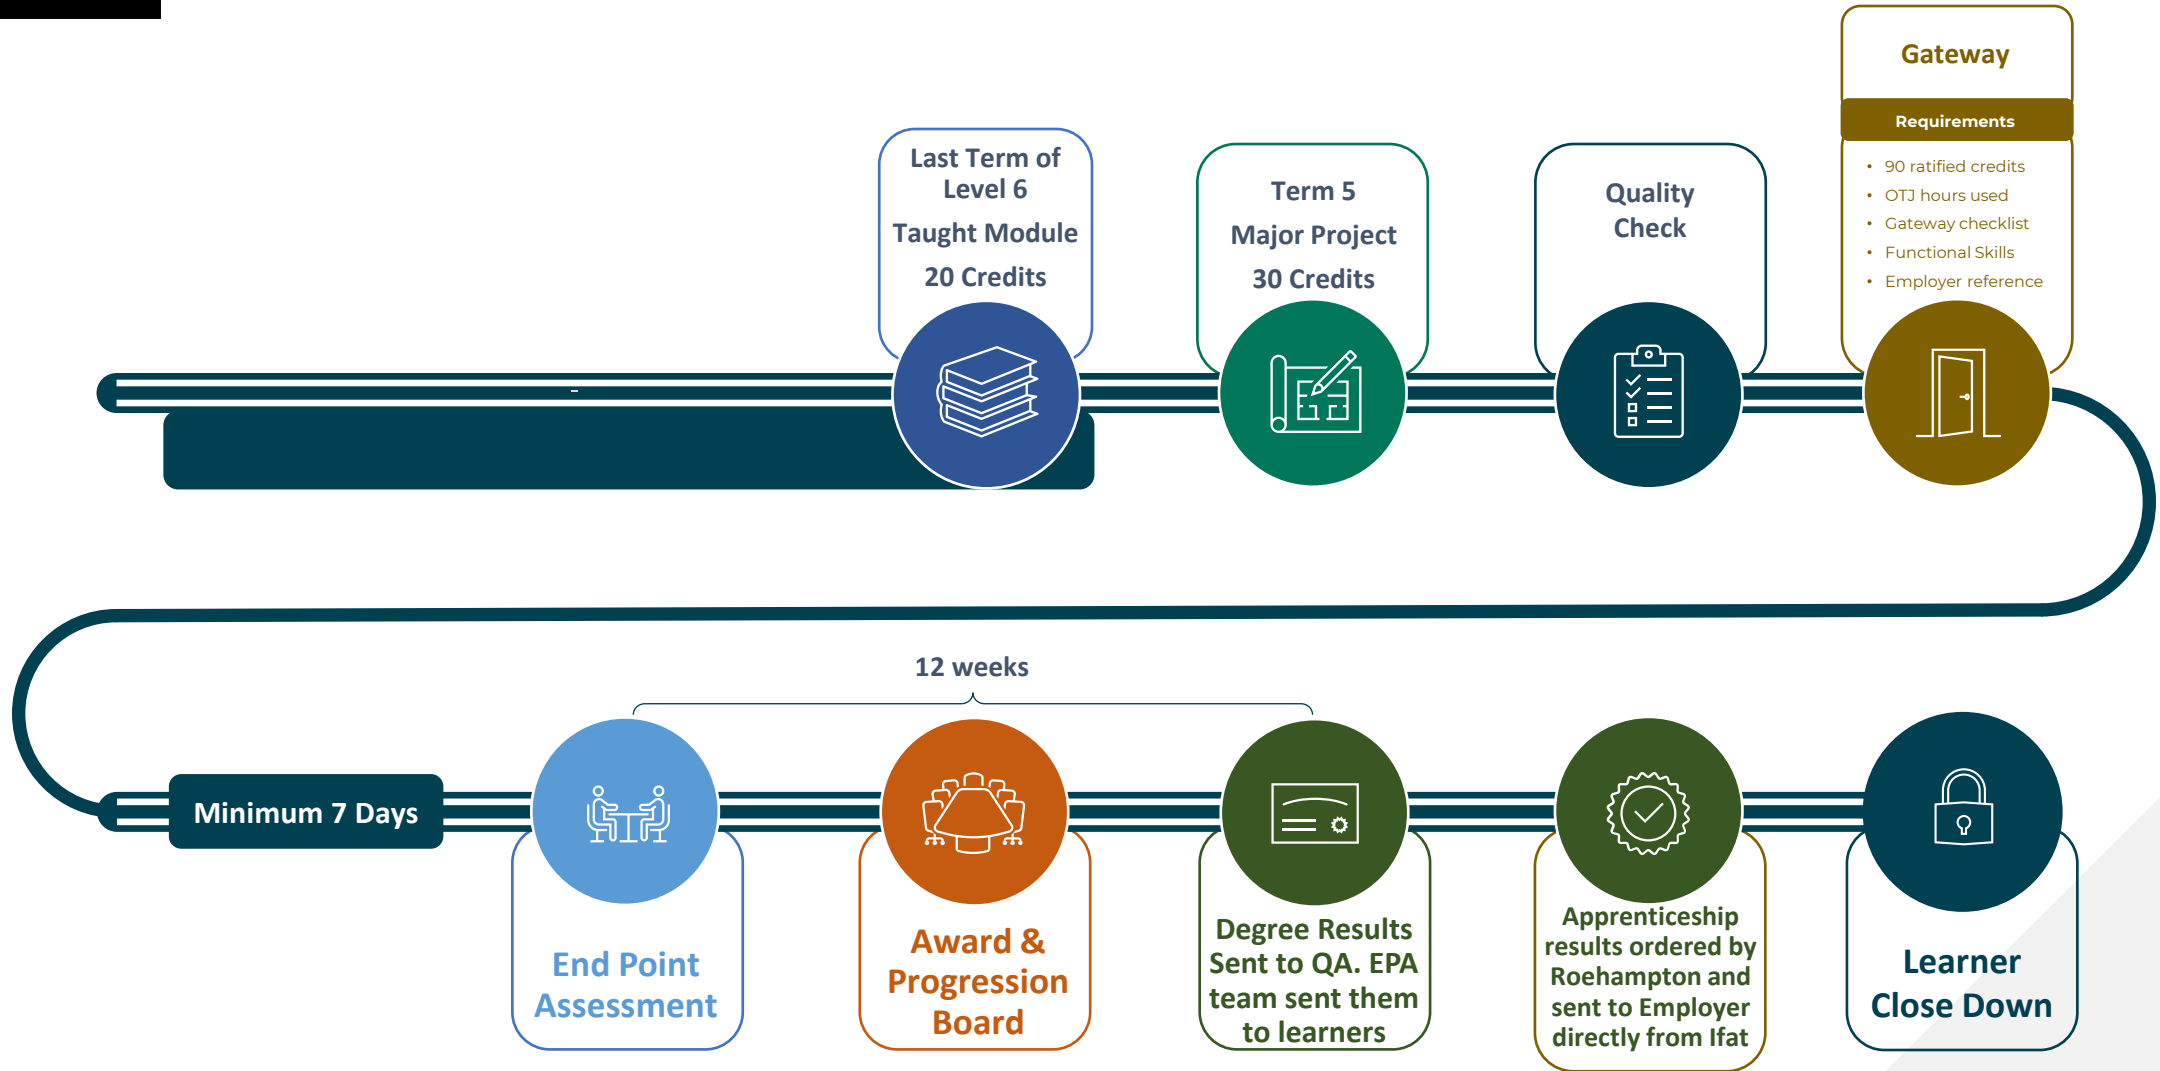 Gateway
Requirements
• 90 ratified credits
• OTJ hours used
• Gateway checklist
• Functional Skills
• Employer reference
Last Term of
Level 6
Taught Module
20 Credits
Term 5
Major Project
30 Credits
Quality
Check
–
12 weeks
Minimum 7 Days
End Point
Assessment
Award &
Progression
Board
Degree Results
Sent to QA. EPA
team sent them
to learners
Apprenticeship
results ordered by
Roehampton and
sent to Employer
directly from Ifat
Learner
Close Down